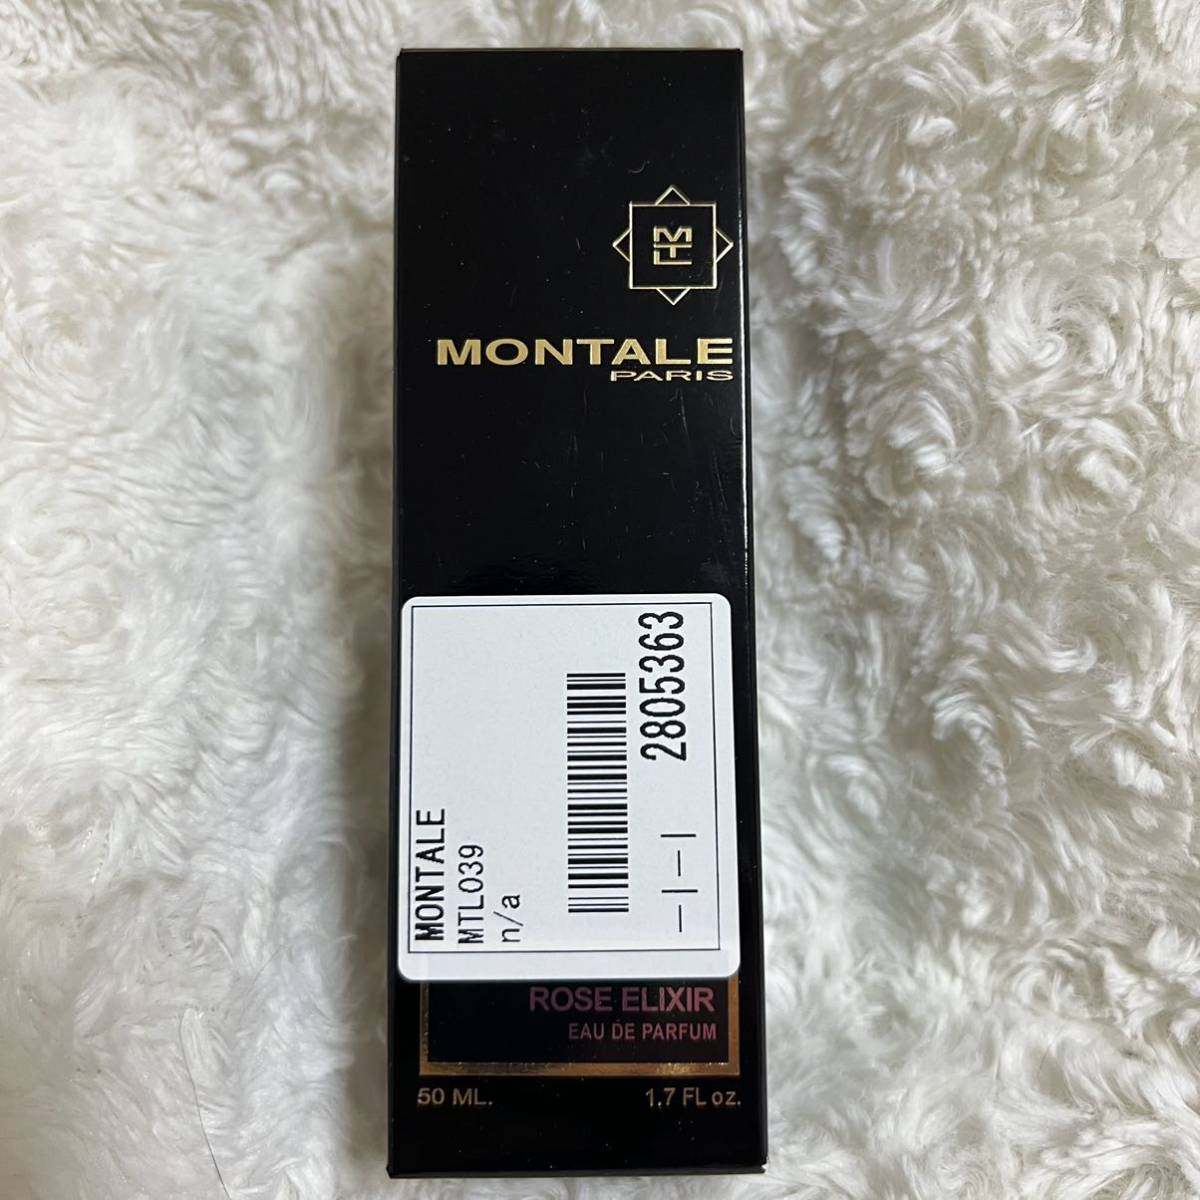 MONTALE
PARIS
MONTALE
MTL039
n/a
2805363
ROSE ELIXIR
EAU DE PARFUM
50 ML.
1.7 FL oz.